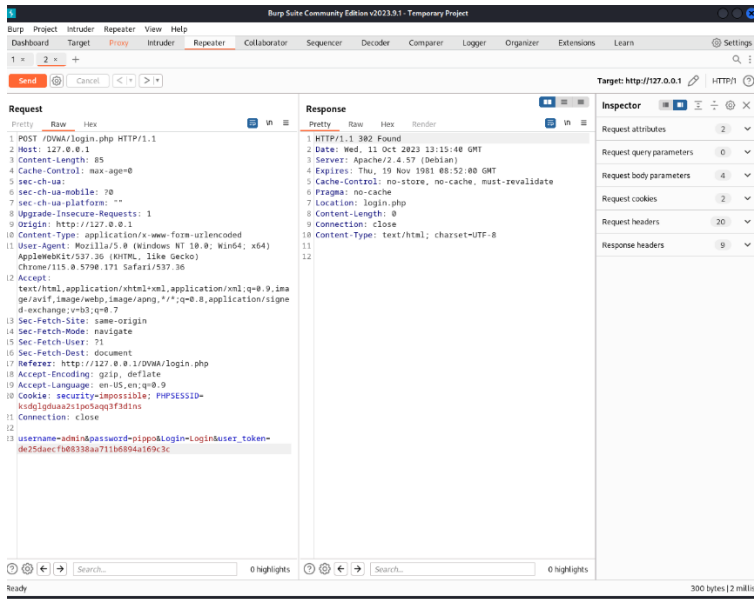 Burp Suite Community Edition v2023.9.1 - Temporary Project
Burp Project Intruder Repeater View Help
Dashboard Target Proxy Intruder Repeater Collaborator Sequencer Decoder Comparer Logger Organizer Extensions Learn Settings
1 × 2 × +
Send Cancel < > Target: http://127.0.0.1 HTTP/1
Request
Pretty Raw Hex
1 POST /DVWA/login.php HTTP/1.1
2 Host: 127.0.0.1
3 Content-Length: 85
4 Cache-Control: max-age=0
5 sec-ch-ua:
6 sec-ch-ua-mobile: ?0
7 sec-ch-ua-platform: ""
8 Upgrade-Insecure-Requests: 1
9 Origin: http://127.0.0.1
10 Content-Type: application/x-www-form-urlencoded
11 User-Agent: Mozilla/5.0 (Windows NT 10.0; Win64; x64)
AppleWebKit/537.36 (KHTML, like Gecko)
Chrome/115.0.5790.171 Safari/537.36
12 Accept:
text/html,application/xhtml+xml,application/xml;q=0.9,ima
ge/avif,image/webp,image/apng,*/*;q=0.8,application/signe
d-exchange;v=b3;q=0.7
13 Sec-Fetch-Site: same-origin
14 Sec-Fetch-Mode: navigate
15 Sec-Fetch-User: ?1
16 Sec-Fetch-Dest: document
17 Referer: http://127.0.0.1/DVWA/login.php
18 Accept-Encoding: gzip, deflate
19 Accept-Language: en-US,en;q=0.9
20 Cookie: security=impossible; PHPSESSID=
ksdglgduaa2s1po5aqq3f3d1ns
21 Connection: close
22
23 username=admin&password=pippo&Login=Login&user_token=
de25daecfb08338aa711b6894a169c3c
Search... 0 highlights
Response
Pretty Raw Hex Render
1 HTTP/1.1 302 Found
2 Date: Wed, 11 Oct 2023 13:15:40 GMT
3 Server: Apache/2.4.57 (Debian)
4 Expires: Thu, 19 Nov 1981 08:52:00 GMT
5 Cache-Control: no-store, no-cache, must-revalidate
6 Pragma: no-cache
7 Location: login.php
8 Content-Length: 0
9 Connection: close
10 Content-Type: text/html; charset=UTF-8
11
12
Search... 0 highlights
Inspector
Request attributes 2
Request query parameters 0
Request body parameters 4
Request cookies 2
Request headers 20
Response headers 9
Ready
300 bytes | 2 millis